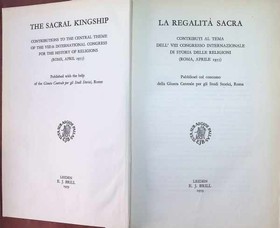 THE SACRAL KINGSHIP
CONTRIBUTIONS TO THE CENTRAL THEME
OF THE VIIIth INTERNATIONAL CONGRESS
FOR THE HISTORY OF RELIGIONS
(ROME, APRIL 1955)
Published with the help
of the Giunta Centrale per gli Studi Storici, Rome
LEIDEN
E. J. BRILL
1959
LA REGALITÀ SACRA
CONTRIBUTI AL TEMA
DELL' VIII CONGRESSO INTERNAZIONALE
DI STORIA DELLE RELIGIONI
(ROMA, APRILE 1955)
Pubblicati col concorso
della Giunta Centrale per gli Studi Storici, Roma
LEIDEN
E. J. BRILL
1959